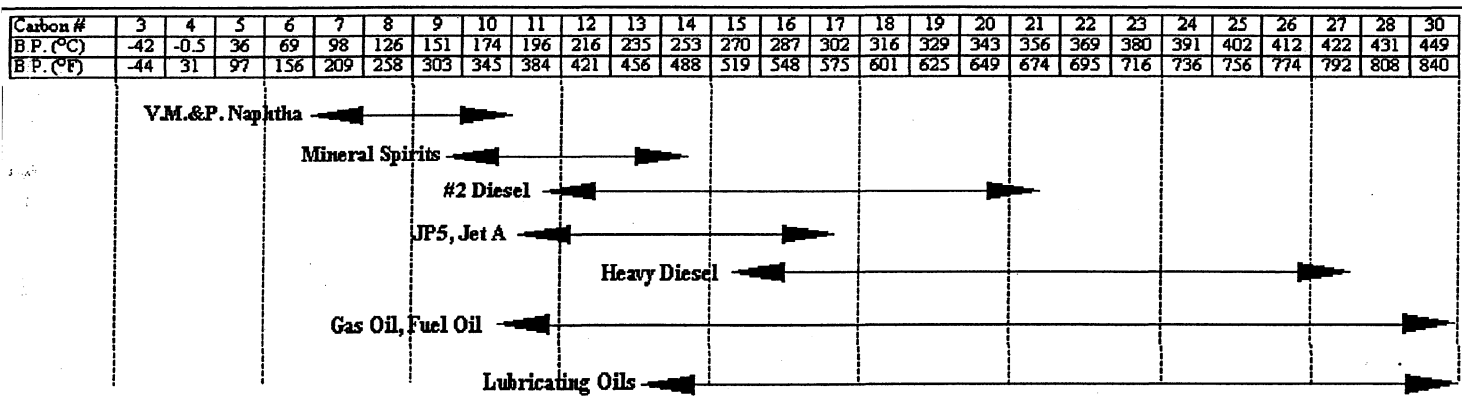 Carbon # 3 4 5 6 7 8 9 10 11 12 13 14 15 16 17 18 19 20 21 22 23 24 25 26 27 28 30
B.P.(°C) -42 -0.5 36 69 98 126 151 174 196 216 235 253 270 287 302 316 329 343 356 369 380 391 402 412 422 431 449
B.P.(°F) -44 31 97 156 209 258 303 345 384 421 456 488 519 548 575 601 625 649 674 695 716 736 756 774 792 808 840
V.M.&P. Naphtha
Mineral Spirits
#2 Diesel
JP5, Jet A
Heavy Diesel
Gas Oil, Fuel Oil
Lubricating Oils